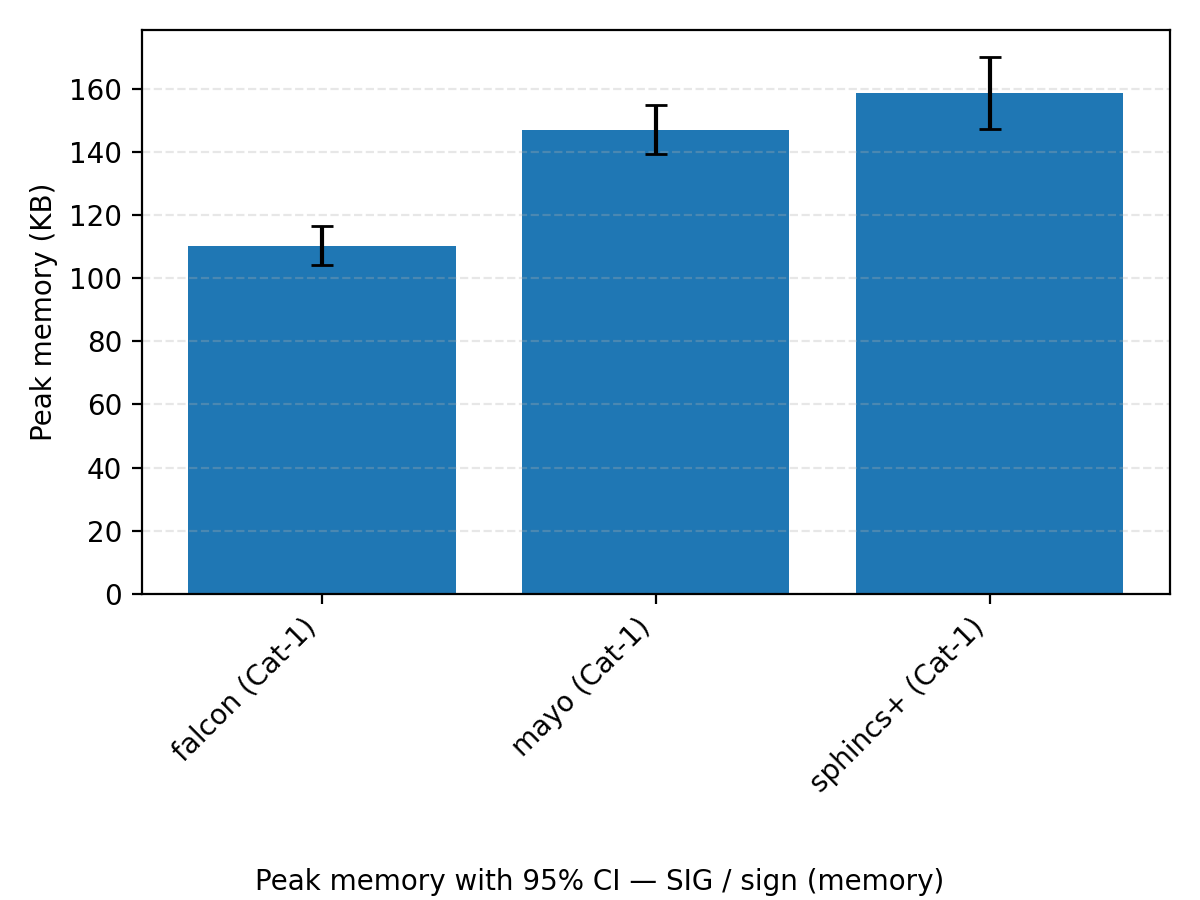 160
140
120
100
80
60
40
20
0
Peak memory (KB)
falcon (Cat-1)
mayo (Cat-1)
sphincs+ (Cat-1)
Peak memory with 95% CI — SIG / sign (memory)